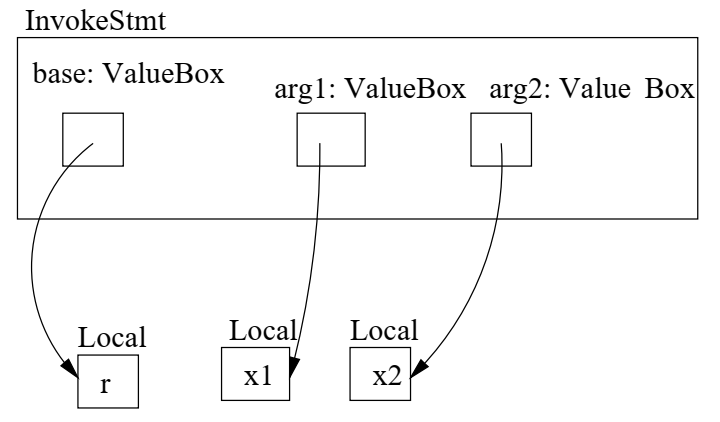 InvokeStmt
base: ValueBox
arg1: ValueBox
arg2: Value Box
Local
r
Local
x1
Local
x2